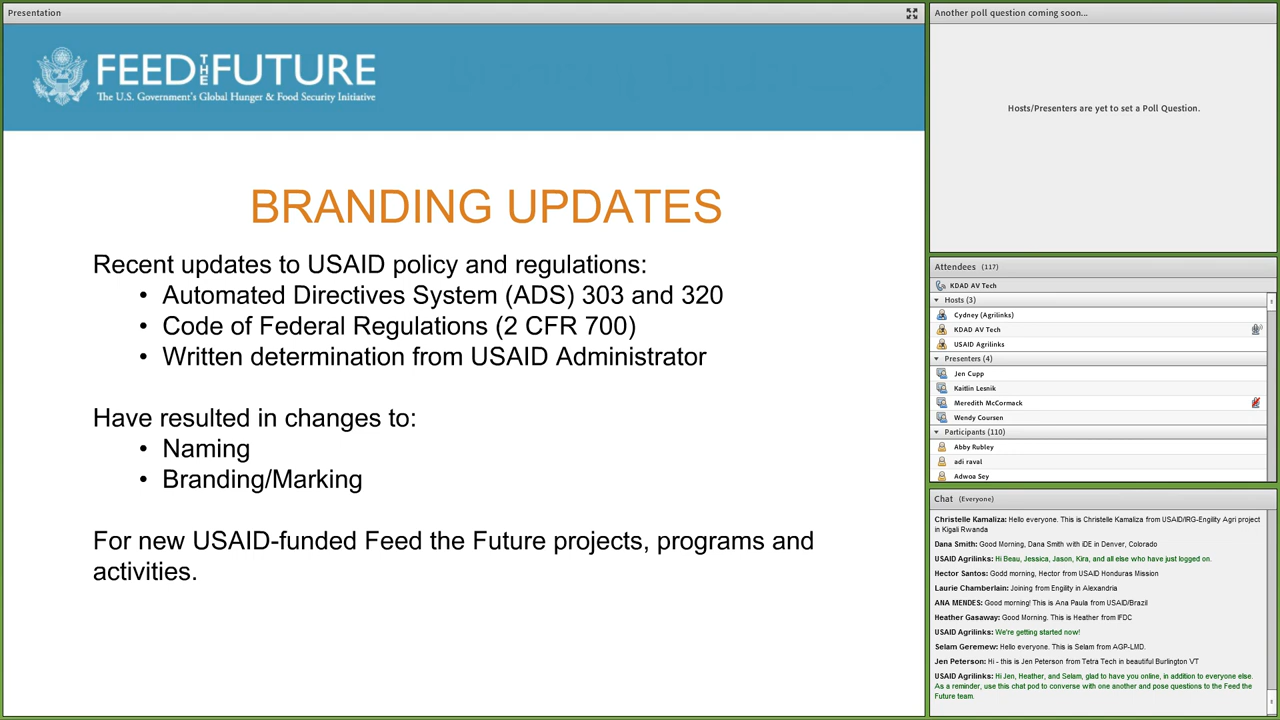 Presentation
FEED THE FUTURE
The U.S. Government's Global Hunger & Food Security Initiative
BRANDING UPDATES
Recent updates to USAID policy and regulations:
• Automated Directives System (ADS) 303 and 320
• Code of Federal Regulations (2 CFR 700)
• Written determination from USAID Administrator
Have resulted in changes to:
• Naming
• Branding/Marking
For new USAID-funded Feed the Future projects, programs and
activities.
Another poll question coming soon...
Hosts/Presenters are yet to set a Poll Question.
Attendees (117)
KDAD AV Tech
Hosts (3)
Cydney (Agrilinks)
KDAD AV Tech
USAID Agrilinks
Presenters (4)
Jen Cupp
Kaitlin Lesnik
Meredith McCormack
Wendy Coursen
Participants (110)
Abby Rubley
adi raval
Adwoa Sey
Chat (Everyone)
Christelle Kamaliza: Hello everyone. This is Christelle Kamaliza from USAID/IRG-Engility Agri project
in Kigali Rwanda
Dana Smith: Good Morning, Dana Smith with iDE in Denver, Colorado
USAID Agrilinks: Hi Beau, Jessica, Jason, Kira, and all else who have just logged on.
Hector Santos: Godd morning, Hector from USAID Honduras Mission
Laurie Chamberlain: Joining from Engility in Alexandria
ANA MENDES: Good morning! This is Ana Paula from USAID/Brazil
Heather Gasaway: Good Morning. This is Heather from IFDC
USAID Agrilinks: We're getting started now!
Selam Geremew: Hello everyone. This is Selam from AGP-LMD.
Jen Peterson: Hi - this is Jen Peterson from Tetra Tech in beautiful Burlington VT
USAID Agrilinks: Hi Jen, Heather, and Selam, glad to have you online, in addition to everyone else.
As a reminder, use this chat pod to converse with one another and pose questions to the Feed the
Future team.